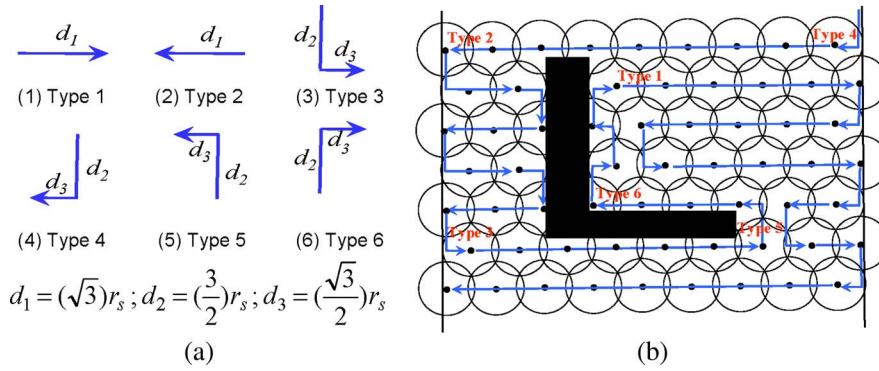 d₁
d₁
d₂
d₃
(1) Type 1
(2) Type 2
(3) Type 3
d₃
d₂
d₃
d₂
d₂
d₃
(4) Type 4
(5) Type 5
(6) Type 6
d₁ = (√3)rₛ ; d₂ = (3/2)rₛ ; d₃ = (√3/2)rₛ
(a)
Type 2
Type 4
Type 1
Type 6
Type 3
Type 5
(b)